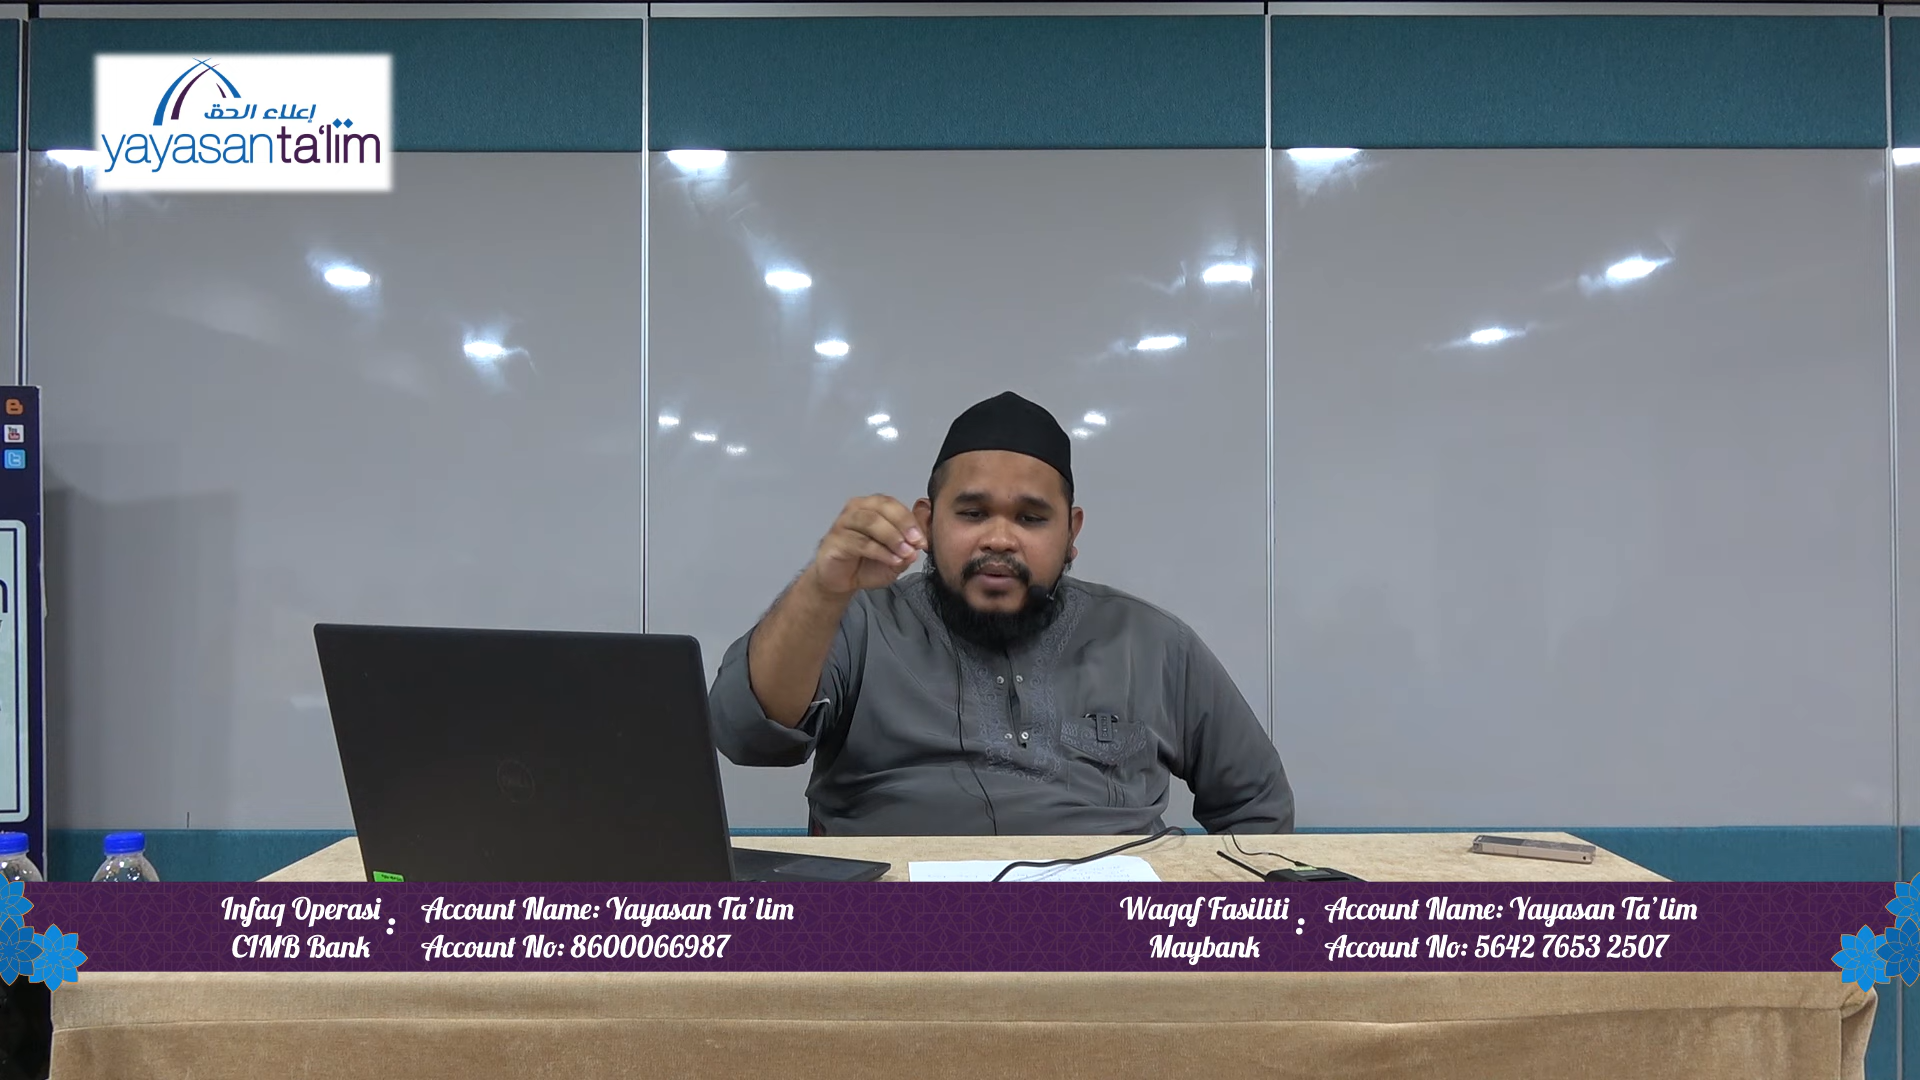 إعلاء الحق
yayasanta'lim
Infaq Operasi
CIMB Bank
:
Account Name: Yayasan Ta'lim
Account No: 8600066987
Waqaf Fasiliti
Maybank
:
Account Name: Yayasan Ta'lim
Account No: 5642 7653 2507